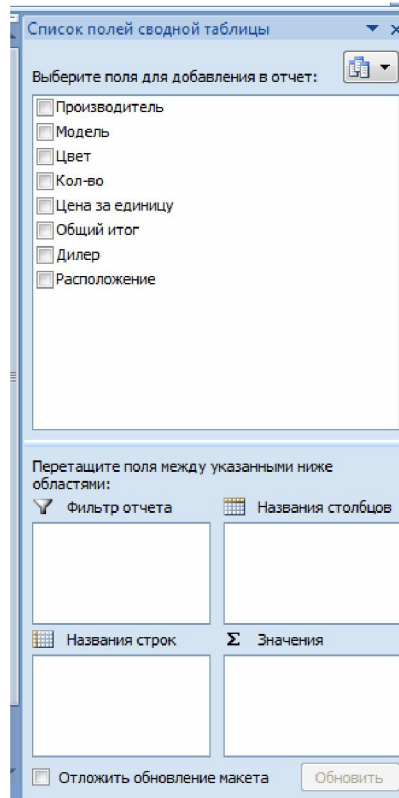 Список полей сводной таблицы
Выберите поля для добавления в отчет:
Производитель
Модель
Цвет
Кол-во
Цена за единицу
Общий итог
Дилер
Расположение
Перетащите поля между указанными ниже
областями:
Фильтр отчета
Названия столбцов
Названия строк
Σ Значения
Отложить обновление макета
Обновить